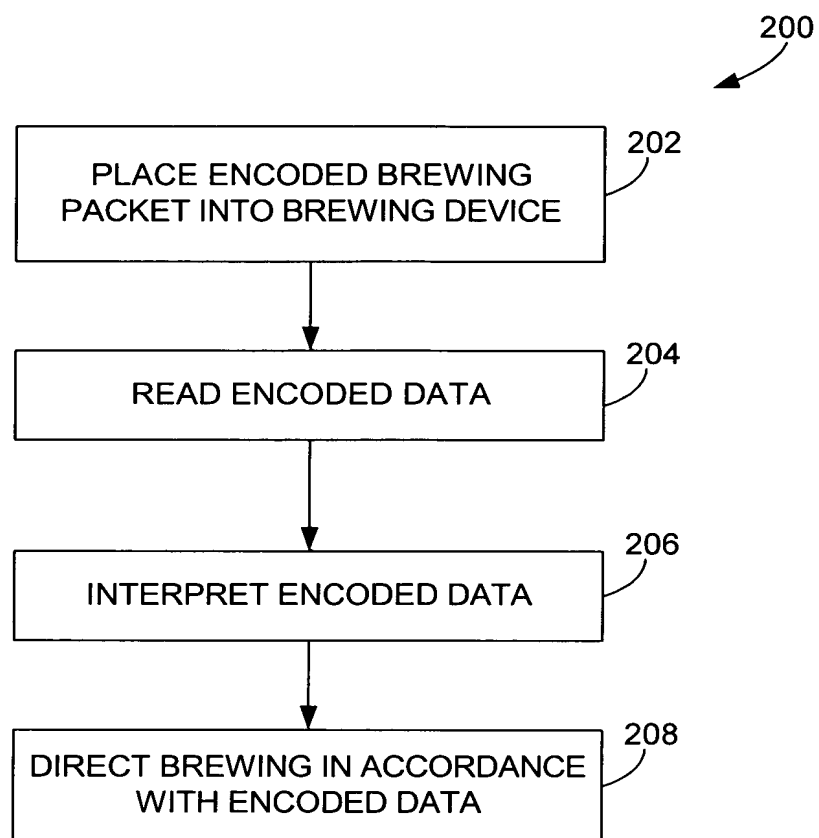 200
202
PLACE ENCODED BREWING
PACKET INTO BREWING DEVICE
204
READ ENCODED DATA
206
INTERPRET ENCODED DATA
208
DIRECT BREWING IN ACCORDANCE
WITH ENCODED DATA